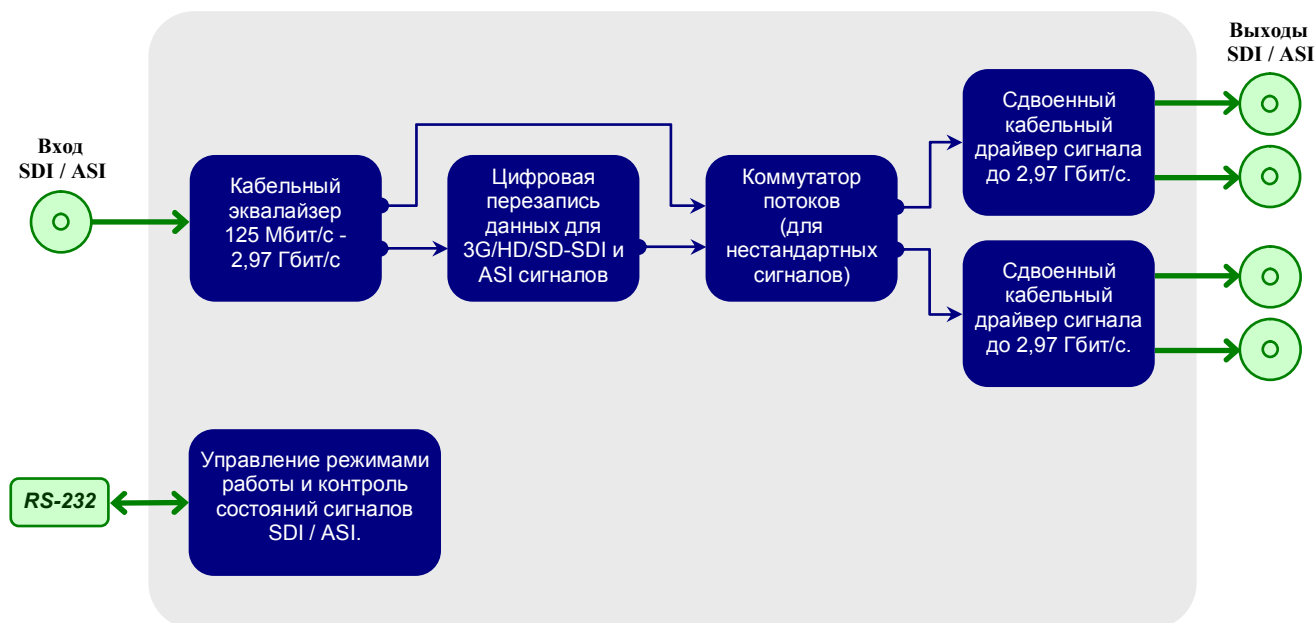 Вход
SDI / ASI
Кабельный
эквалайзер
125 Мбит/с -
2,97 Гбит/с
Цифровая
перезапись
данных для
3G/HD/SD-SDI и
ASI сигналов
Коммутатор
потоков
(для
нестандартных
сигналов)
Сдвоенный
кабельный
драйвер сигнала
до 2,97 Гбит/с.
Сдвоенный
кабельный
драйвер сигнала
до 2,97 Гбит/с.
Выходы
SDI / ASI
RS-232
Управление режимами
работы и контроль
состояний сигналов
SDI / ASI.